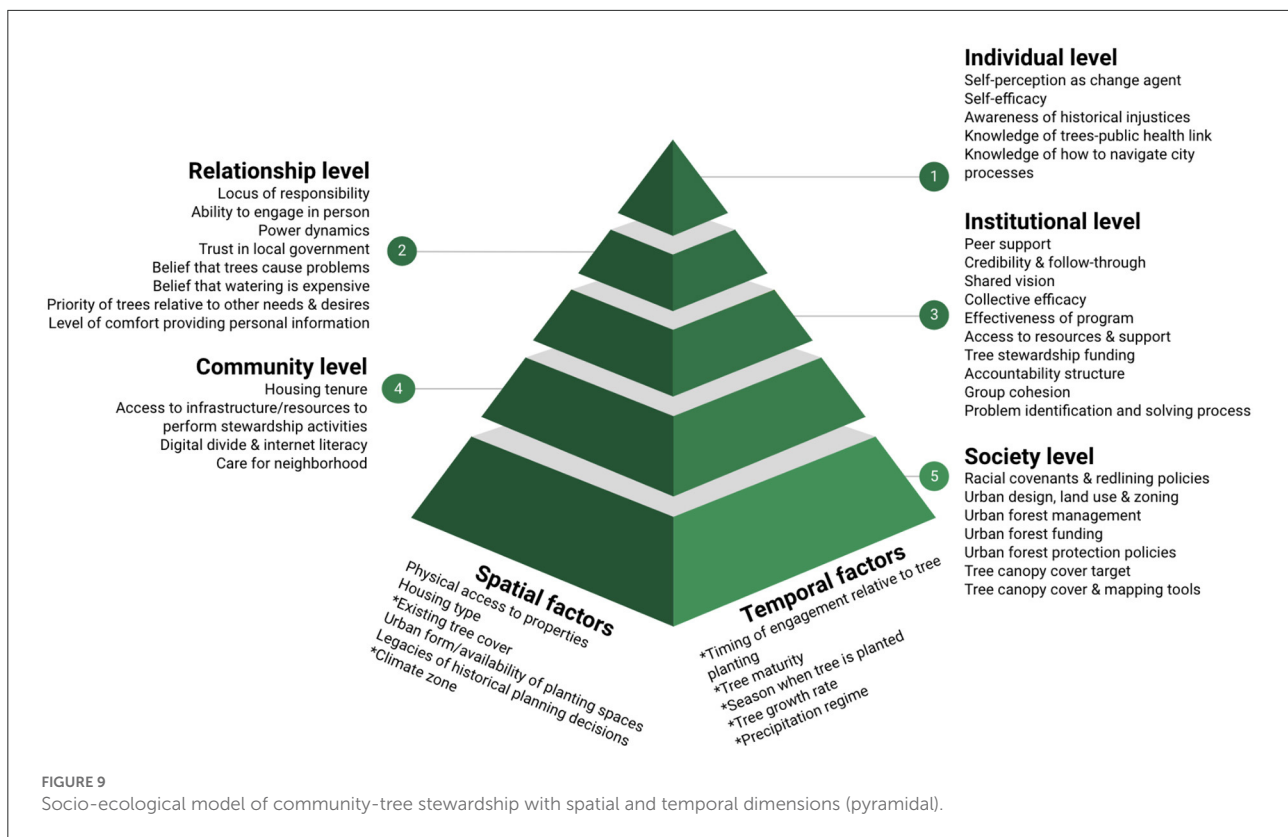 Individual level
Self-perception as change agent
Self-efficacy
Awareness of historical injustices
Knowledge of trees-public health link
Knowledge of how to navigate city
processes
1
Relationship level
Locus of responsibility
Ability to engage in person
Power dynamics
Trust in local government
Belief that trees cause problems
Belief that watering is expensive
Priority of trees relative to other needs & desires
Level of comfort providing personal information
2
Institutional level
Peer support
Credibility & follow-through
Shared vision
Collective efficacy
Effectiveness of program
Access to resources & support
Tree stewardship funding
Accountability structure
Group cohesion
Problem identification and solving process
3
Community level
Housing tenure
Access to infrastructure/resources to
perform stewardship activities
Digital divide & internet literacy
Care for neighborhood
4
Society level
Racial covenants & redlining policies
Urban design, land use & zoning
Urban forest management
Urban forest funding
Urban forest protection policies
Tree canopy cover target
Tree canopy cover & mapping tools
5
Spatial factors
Physical access to properties
Housing type
*Existing tree cover
Urban form/availability of planting spaces
Legacies of historical planning decisions
*Climate zone
Temporal factors
*Timing of engagement relative to tree
planting
*Tree maturity
*Season when tree is planted
*Tree growth rate
*Precipitation regime
FIGURE 9
Socio-ecological model of community-tree stewardship with spatial and temporal dimensions (pyramidal).